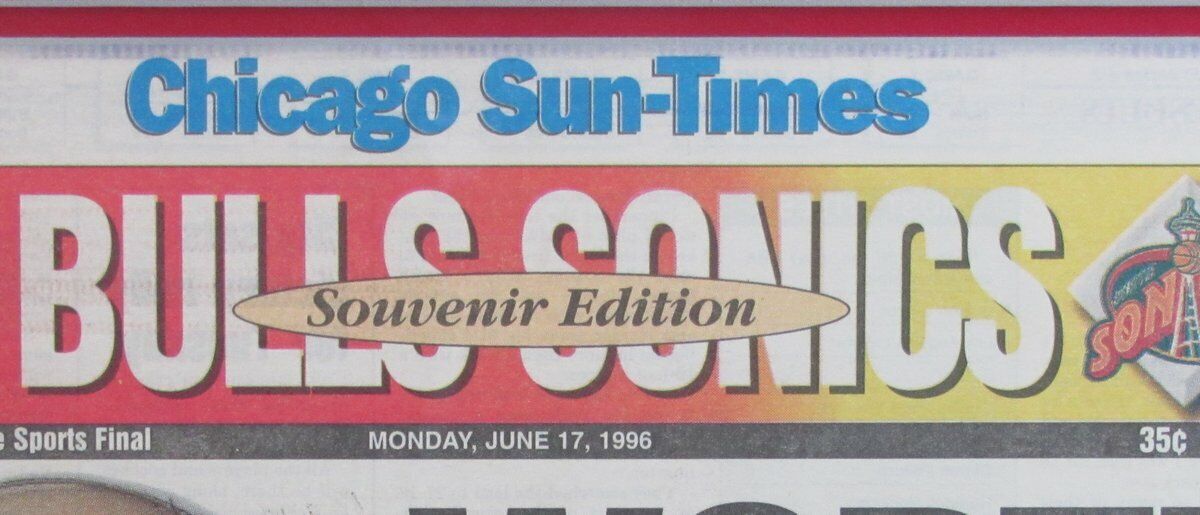 Chicago Sun-Times
BULLS SONICS
Souvenir Edition
Sports Final MONDAY, JUNE 17, 1996 35¢